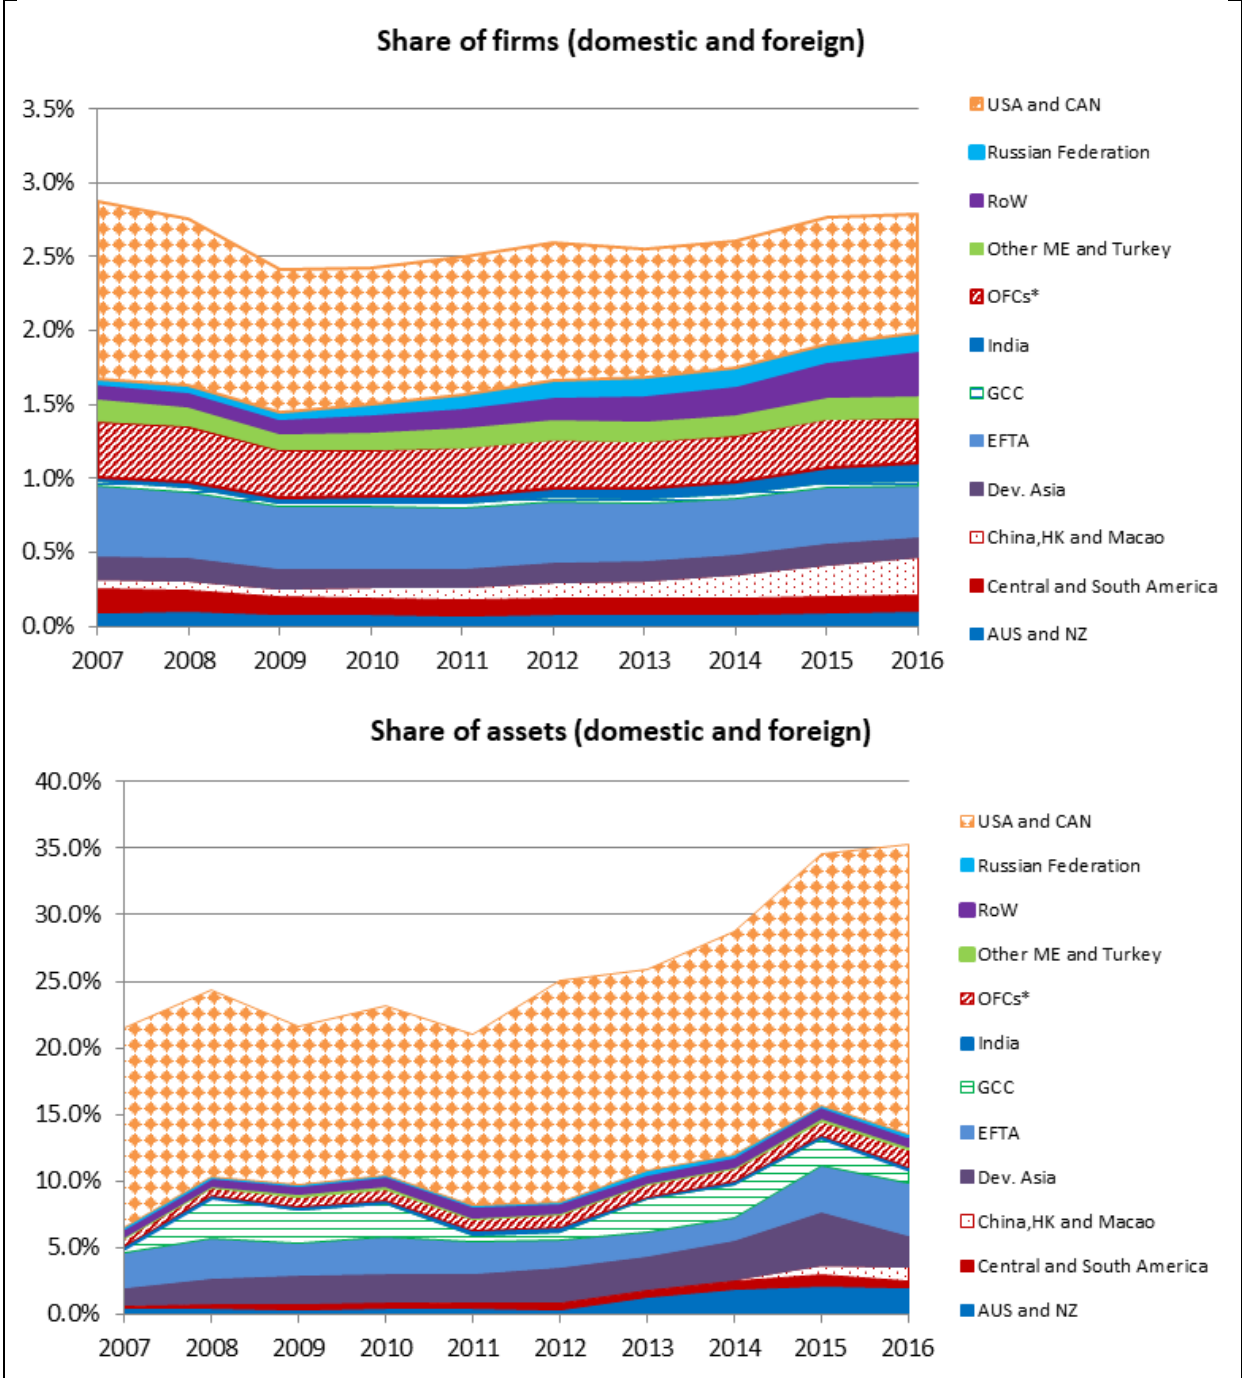 Share of firms (domestic and foreign)
3.5%
3.0%
2.5%
2.0%
1.5%
1.0%
0.5%
0.0%
2007 2008 2009 2010 2011 2012 2013 2014 2015 2016
USA and CAN
Russian Federation
RoW
Other ME and Turkey
OFCs*
India
GCC
EFTA
Dev. Asia
China,HK and Macao
Central and South America
AUS and NZ
Share of assets (domestic and foreign)
40.0%
35.0%
30.0%
25.0%
20.0%
15.0%
10.0%
5.0%
0.0%
2007 2008 2009 2010 2011 2012 2013 2014 2015 2016
USA and CAN
Russian Federation
RoW
Other ME and Turkey
OFCs*
India
GCC
EFTA
Dev. Asia
China,HK and Macao
Central and South America
AUS and NZ